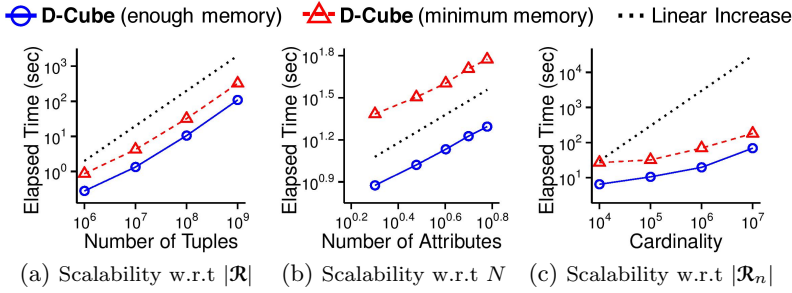 D-Cube (enough memory) D-Cube (minimum memory) Linear Increase
Elapsed Time (sec)
10^3
10^2
10^1
10^0
10^6 10^7 10^8 10^9
Number of Tuples
(a) Scalability w.r.t |𝓡|
Elapsed Time (sec)
10^1.8
10^1.5
10^1.2
10^0.9
10^0.2 10^0.4 10^0.6 10^0.8
Number of Attributes
(b) Scalability w.r.t N
Elapsed Time (sec)
10^4
10^3
10^2
10^1
10^4 10^5 10^6 10^7
Cardinality
(c) Scalability w.r.t |𝓡_n|